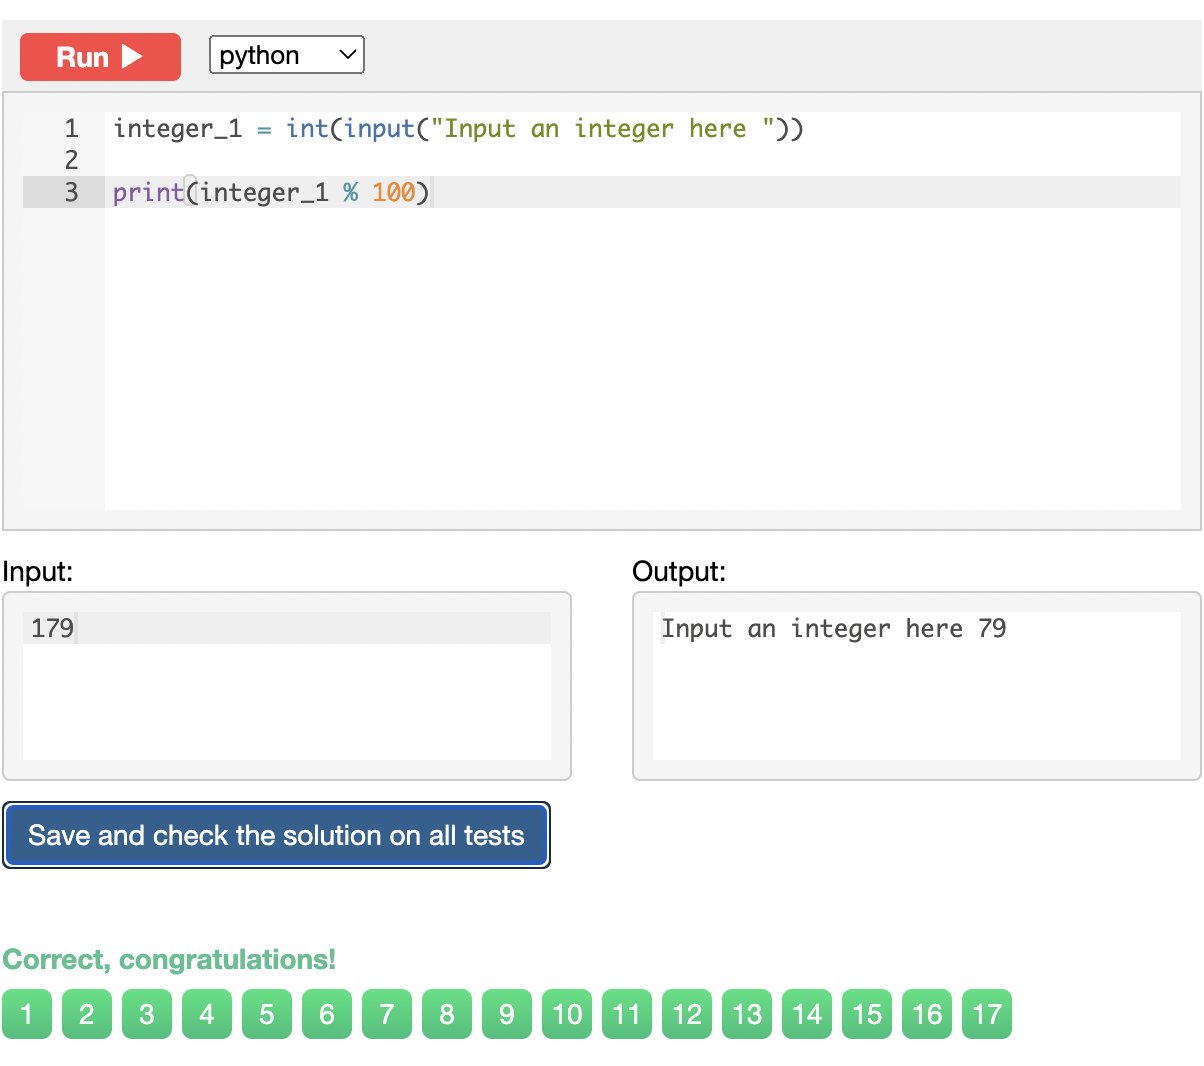 Run python
1 integer_1 = int(input("Input an integer here "))
2
3 print(integer_1 % 100)
Input: Output:
179 Input an integer here 79
Save and check the solution on all tests
Correct, congratulations!
1 2 3 4 5 6 7 8 9 10 11 12 13 14 15 16 17